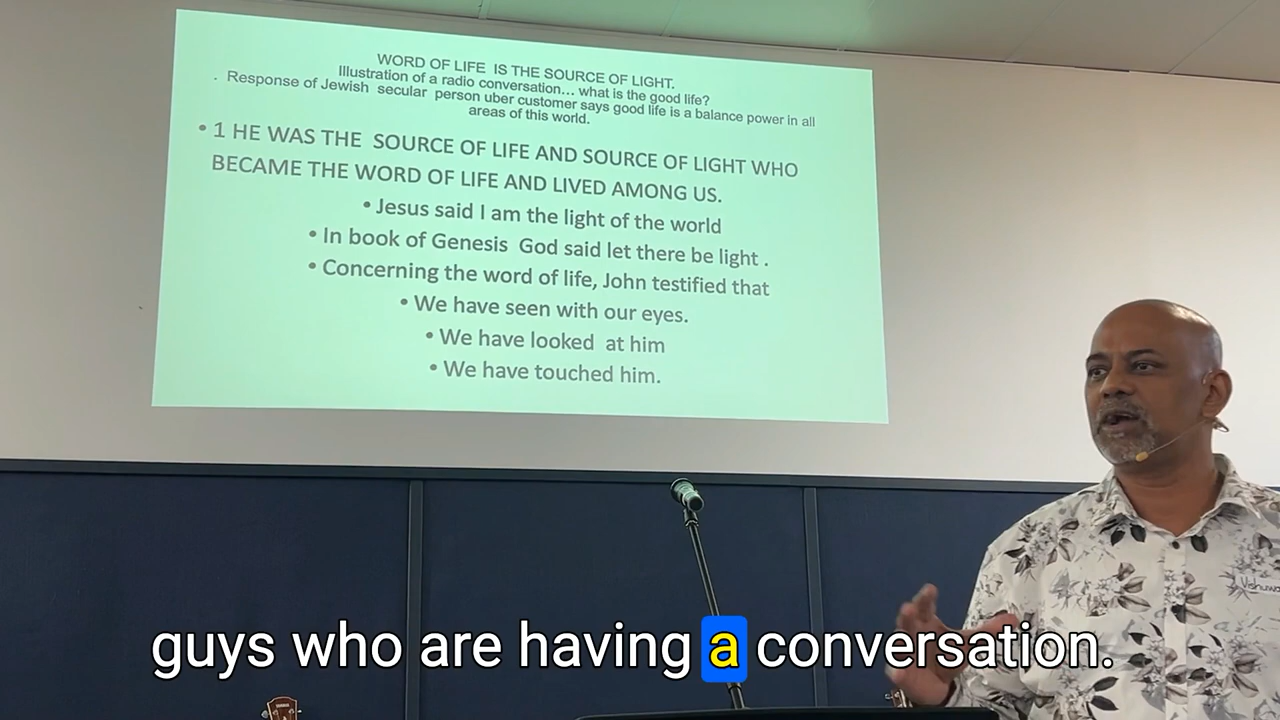 WORD OF LIFE  IS THE SOURCE OF LIGHT.
Illustration of a radio conversation... what is the good life?
. Response of Jewish  secular  person uber customer says good life is a balance power in all
areas of this world.
• 1 HE WAS THE  SOURCE OF LIFE AND SOURCE OF LIGHT WHO
BECAME THE WORD OF LIFE AND LIVED AMONG US.
• Jesus said I am the light of the world
• In book of Genesis  God said let there be light .
• Concerning the word of life, John testified that
• We have seen with our eyes.
• We have looked  at him
• We have touched him.
guys who are having a conversation.